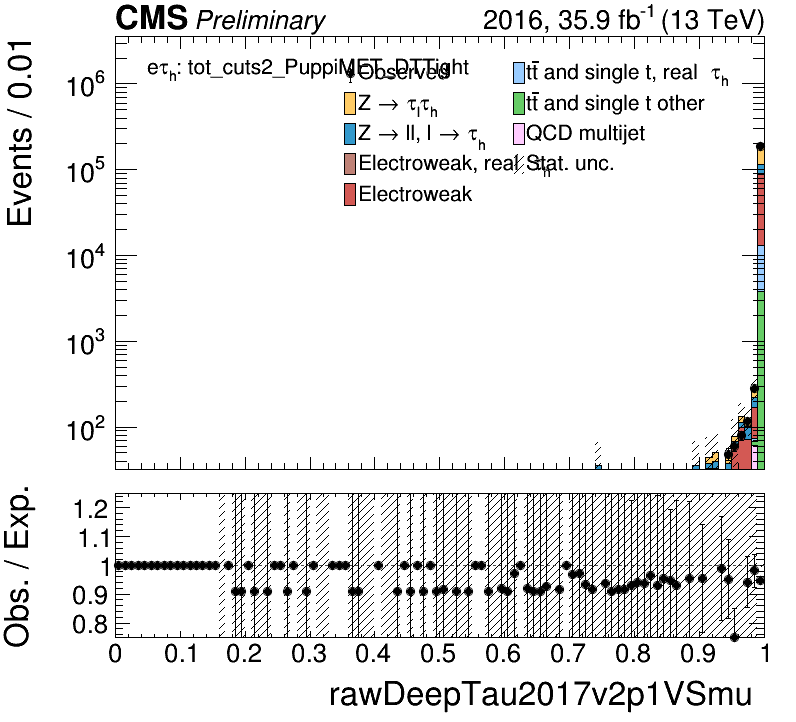 CMS Preliminary 2016, 35.9 fb⁻¹ (13 TeV)
eτh: tot_cuts2_PuppiMET_DTTight
Observed
Z → τlτh
Z → ll, l → τh
Electroweak, real τh
Electroweak
tt̄ and single t, real τh
tt̄ and single t other
QCD multijet
Stat. unc.
Events / 0.01
10⁶
10⁵
10⁴
10³
10²
Obs. / Exp.
1.2
1.1
1
0.9
0.8
0 0.1 0.2 0.3 0.4 0.5 0.6 0.7 0.8 0.9 1
rawDeepTau2017v2p1VSmu